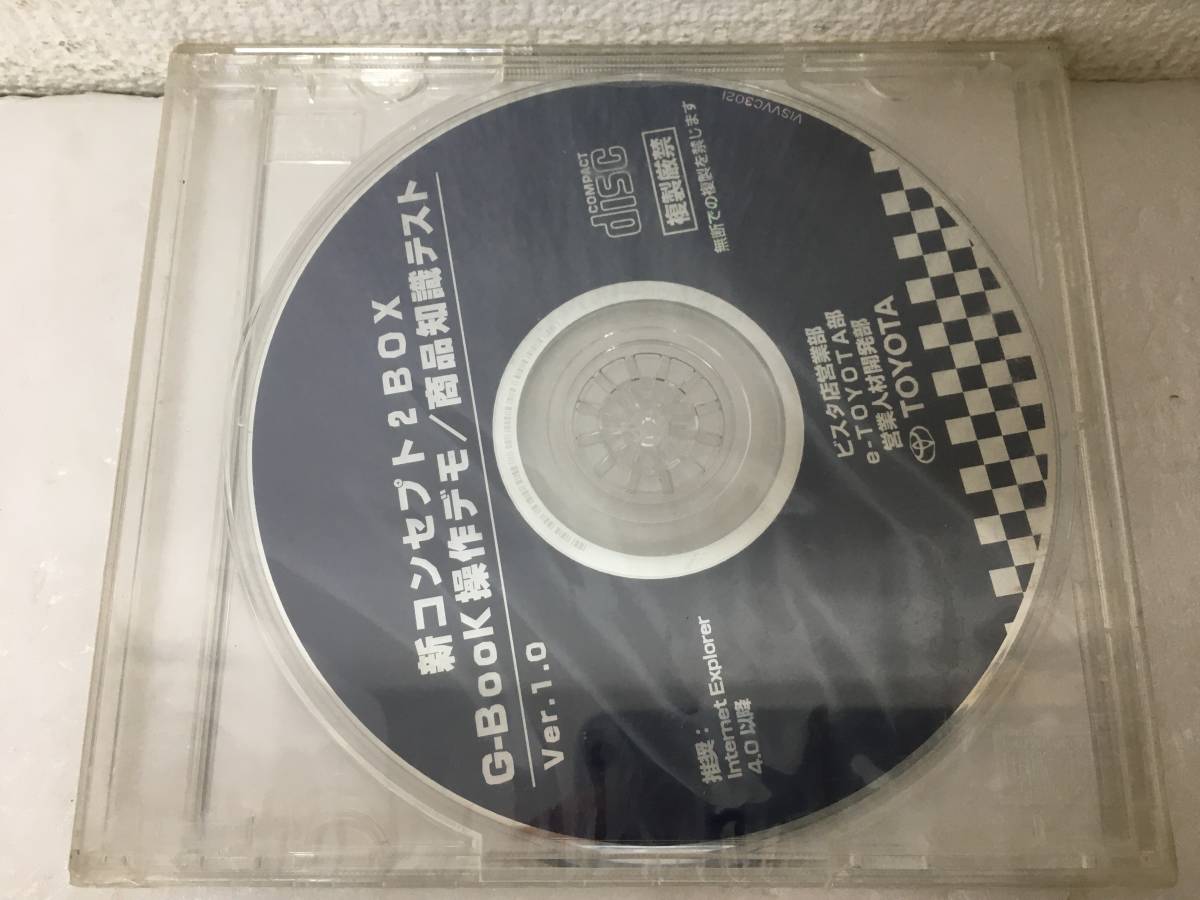 新コンセプト2BOX
G-BooK操作デモ/商品知識テスト
Ver.1.0
COMPACT
disc
複製厳禁
無断での複製を禁じます
VISVVC3021
推奨：
Internet Explorer
4.0以降
ビスタ店営業部
e-TOYOTA部
営業人材開発部
TOYOTA